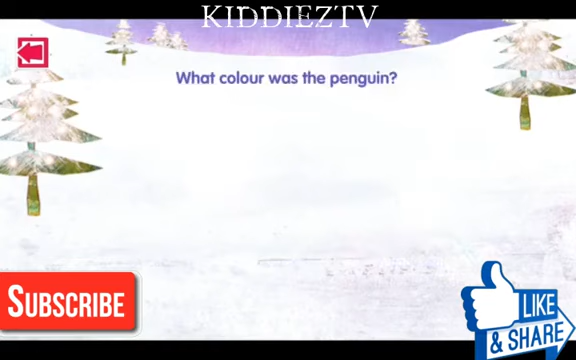 KIDDIEZTV
What colour was the penguin?
SUBSCRIBE
LIKE
& SHARE